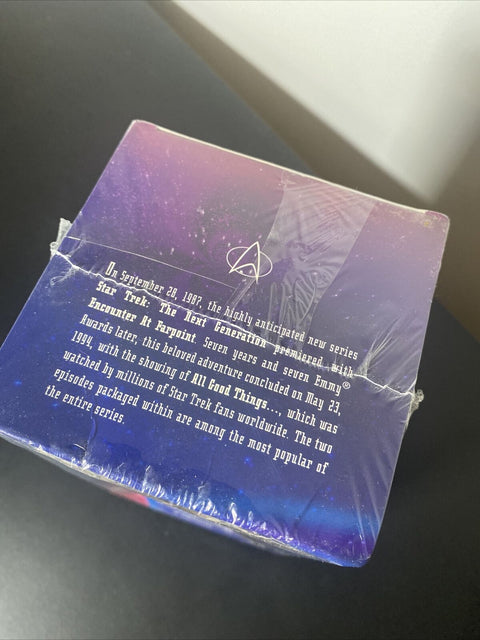 On September 28, 1987, the highly anticipated new series
Star Trek: The Next Generation premiered, with
Encounter At Farpoint. Seven years and seven Emmy®
Awards later, this beloved adventure concluded on May 23,
1994, with the showing of All Good Things..., which was
watched by millions of Star Trek fans worldwide. The two
episodes packaged within are among the most popular of
the entire series.